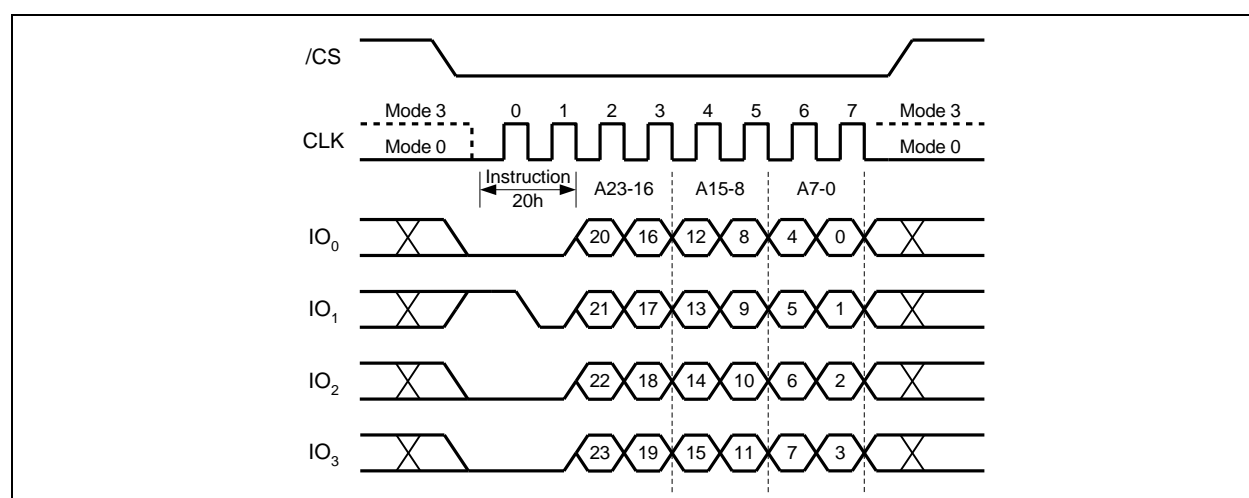 /CS
Mode 3 0 1 2 3 4 5 6 7 Mode 3
CLK
Mode 0 Mode 0
Instruction A23-16 A15-8 A7-0
20h
IO0 20 16 12 8 4 0
IO1 21 17 13 9 5 1
IO2 22 18 14 10 6 2
IO3 23 19 15 11 7 3